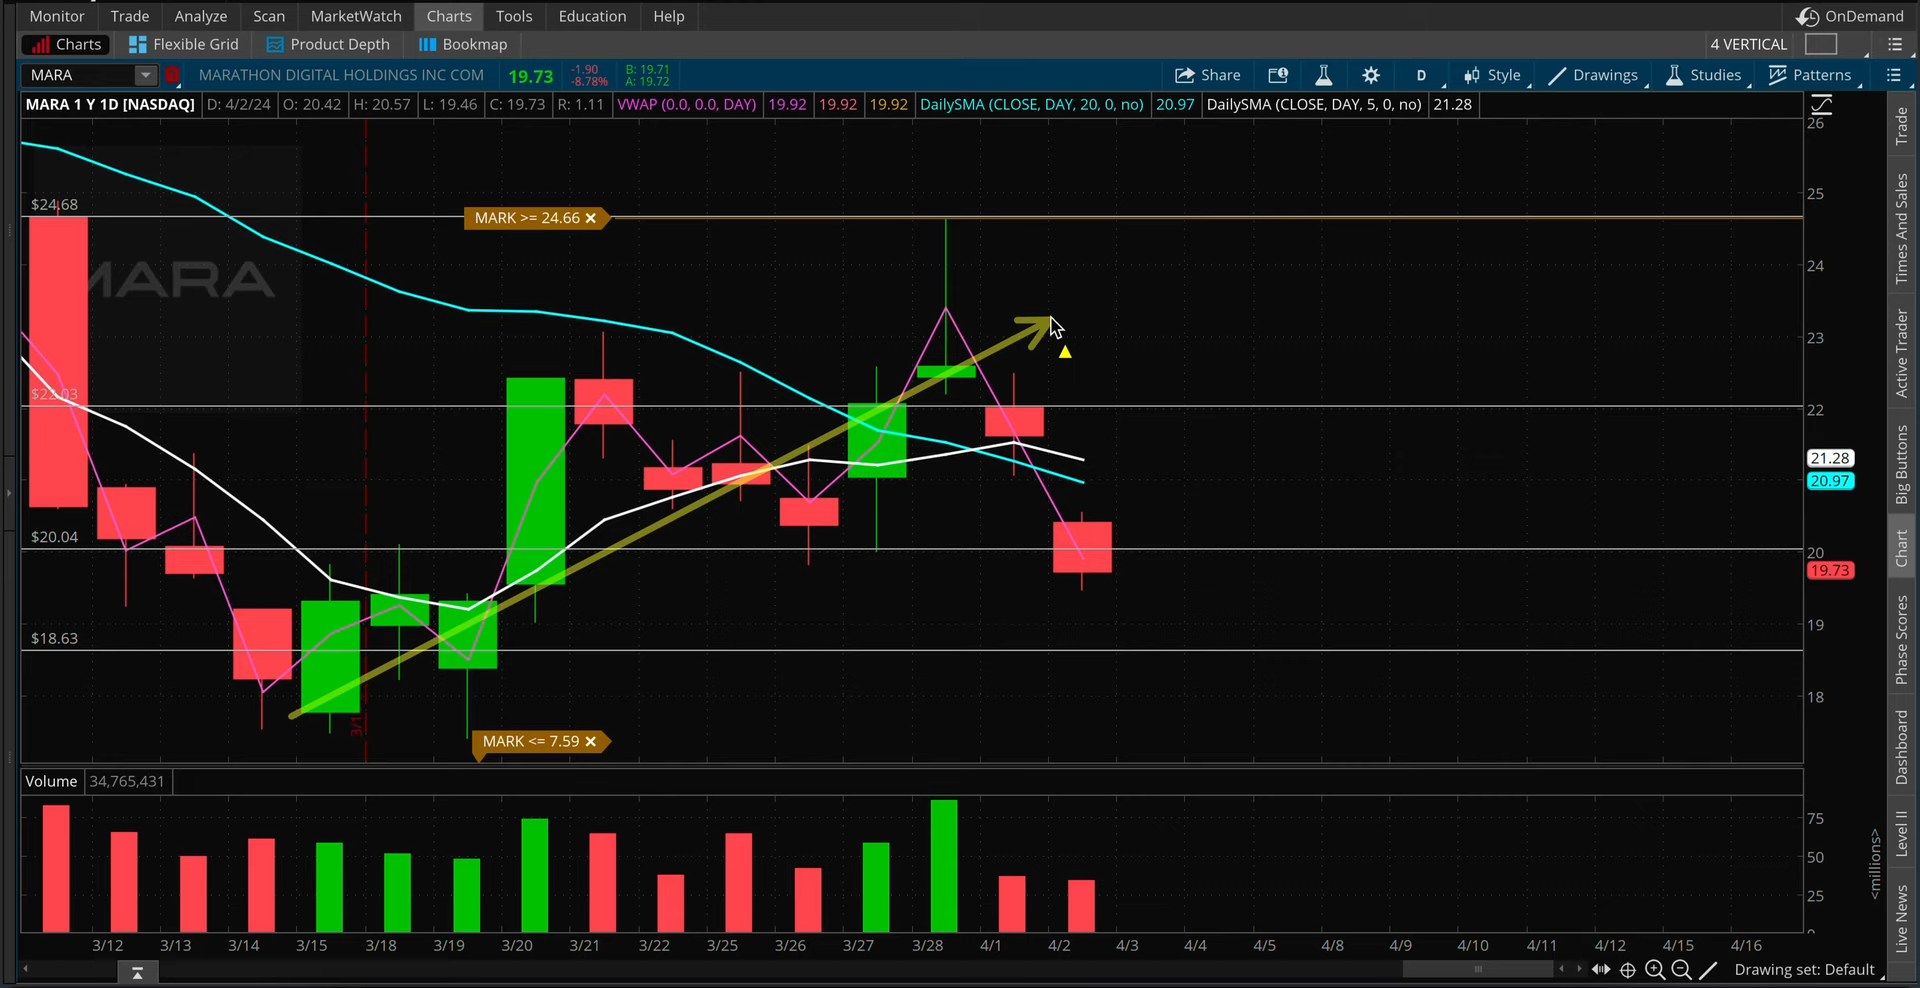 Monitor Trade Analyze Scan MarketWatch Charts Tools Education Help OnDemand
Charts Flexible Grid Product Depth Bookmap 4 VERTICAL
MARA MARATHON DIGITAL HOLDINGS INC COM 19.73 -1.90 -8.78% B: 19.71 A: 19.72 Share D Style Drawings Studies Patterns
MARA 1 Y 1D [NASDAQ] D: 4/2/24 O: 20.42 H: 20.57 L: 19.46 C: 19.73 R: 1.11 VWAP (0.0, 0.0, DAY) 19.92 19.92 19.92 DailySMA (CLOSE, DAY, 20, 0, no) 20.97 DailySMA (CLOSE, DAY, 5, 0, no) 21.28
26
25
$24.68
MARK >= 24.66
24
MARA
23
$22.03
22
21.28
20.97
$20.04
20
19.73
19
$18.63
18
3/1
MARK <= 7.59
Volume 34,765,431
75
50
25
<millions>
3/12 3/13 3/14 3/15 3/18 3/19 3/20 3/21 3/22 3/25 3/26 3/27 3/28 4/1 4/2 4/3 4/4 4/5 4/8 4/9 4/10 4/11 4/12 4/15 4/16
Drawing set: Default
Trade
Times And Sales
Active Trader
Big Buttons
Chart
Phase Scores
Dashboard
Level II
Live News